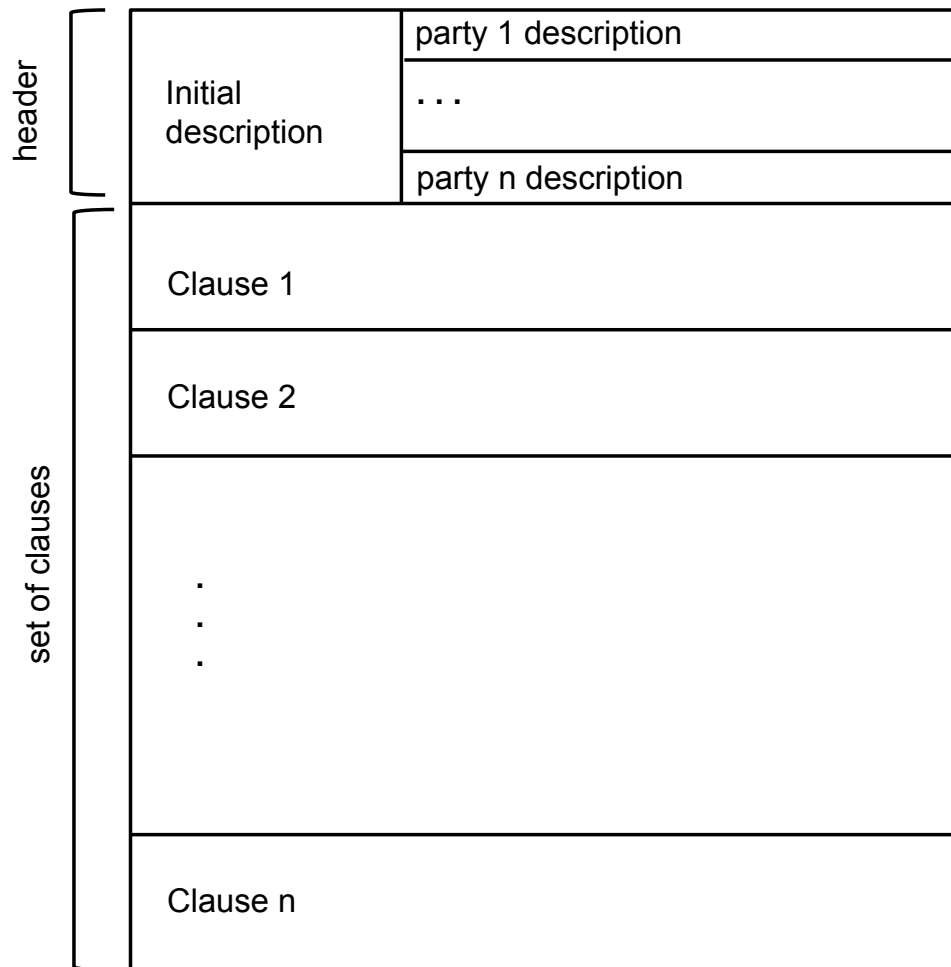 header
Initial
description
party 1 description
. . .
party n description
set of clauses
Clause 1
Clause 2
.
.
.
Clause n